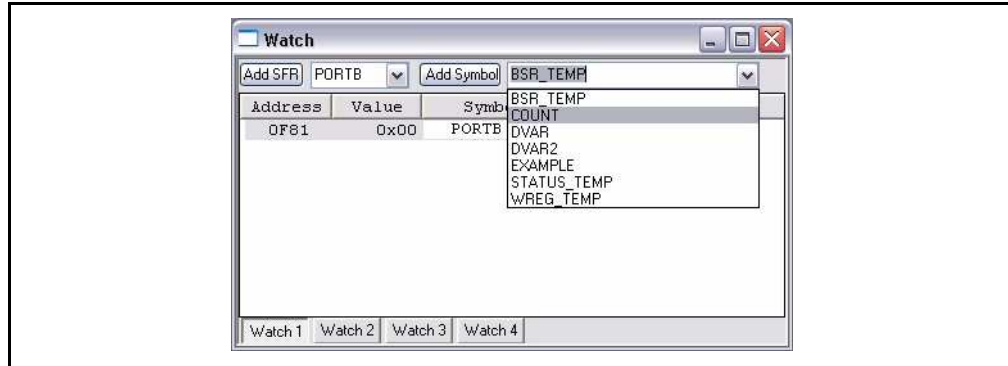 Watch
Add SFR PORTB Add Symbol BSR_TEMP
Address Value Symb
0F81 0x00 PORTB
BSR_TEMP
COUNT
DVAR
DVAR2
EXAMPLE
STATUS_TEMP
WREG_TEMP
Watch 1 Watch 2 Watch 3 Watch 4